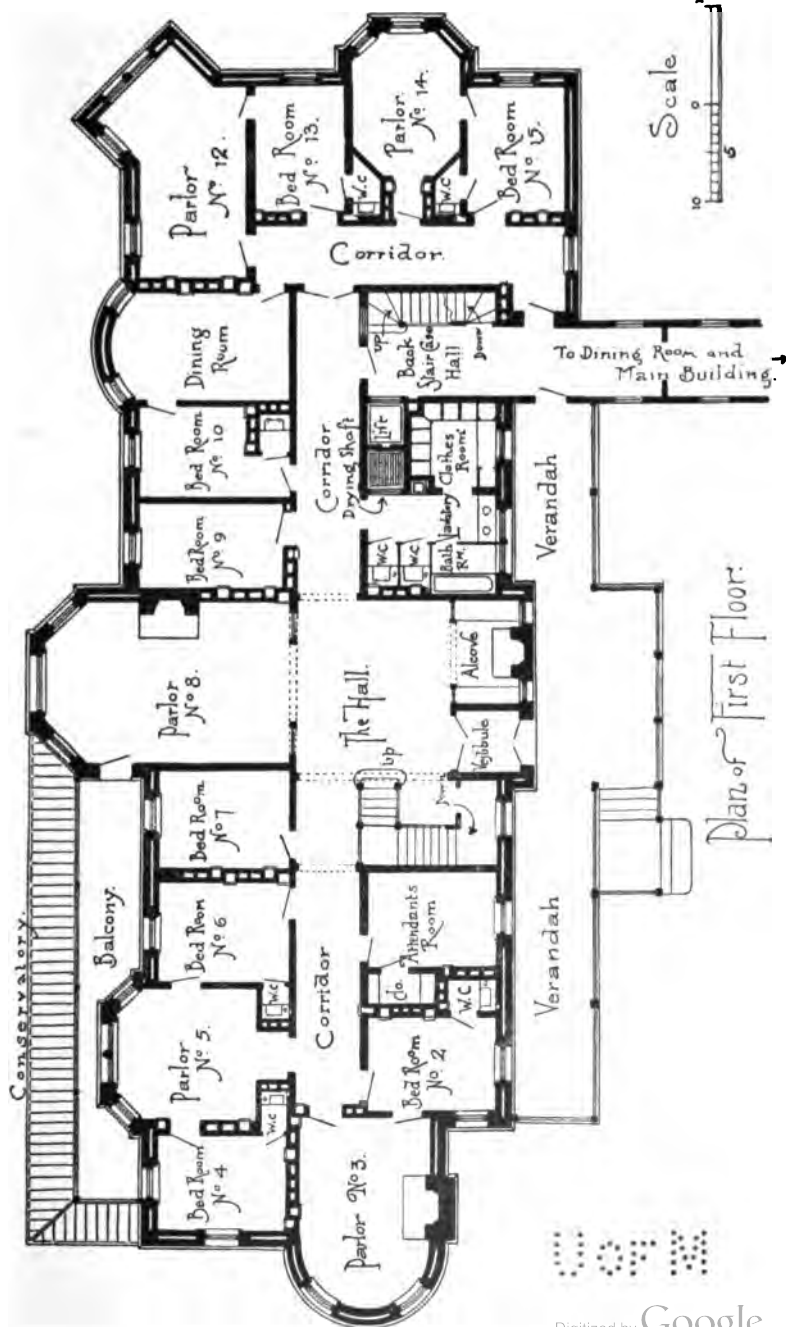 Scale.
10
5
0
Parlor
Nº 12.
Bed Room
Nº 13.
W.C
Parlor
Nº 14.
W.C
Bed Room
Nº 15.
Corridor.
Dining
Room
Up
Back
Stair Case
Hall
Down
To Dining Room and
Main Building.
Bed Room
Nº 10
Corridor.
Drying Shaft
Lift
Clothes
Room
Lavatory
Bed Room
Nº 9
W.C
W.C
Bath
RM.
Verandah
Parlor
Nº 8.
The Hall.
Alcove
Vestibule
Up
Down
Bed Room
Nº 7
Conservatory.
Balcony.
Bed Room
Nº 6
W.C
Corridor
Attendants
Room
Clo.
W.C
Verandah
Parlor
Nº 5.
Bed Room
Nº 2
W.C
Bed Room
Nº 4
Parlor Nº 3.
Plan of First Floor.
U OF M
Digitized by Google